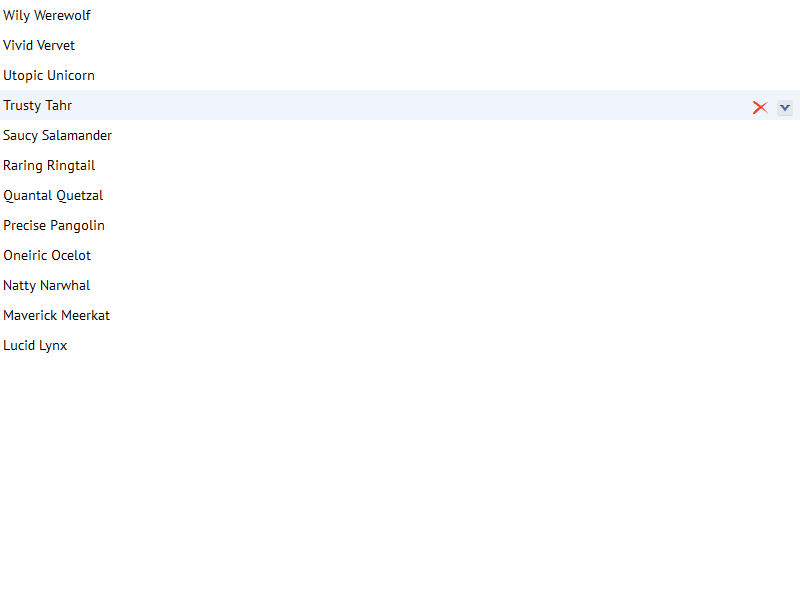 Wily Werewolf
Vivid Vervet
Utopic Unicorn
Trusty Tahr
Saucy Salamander
Raring Ringtail
Quantal Quetzal
Precise Pangolin
Oneiric Ocelot
Natty Narwhal
Maverick Meerkat
Lucid Lynx